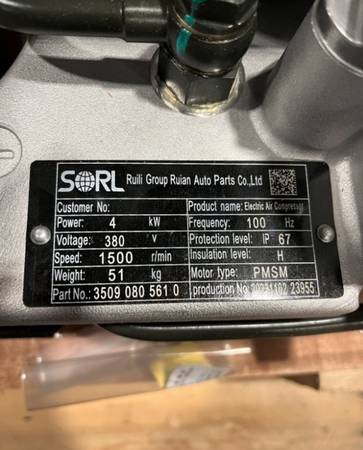 SORL Ruili Group Ruian Auto Parts Co.,Ltd
Customer No: Product name: Electric Air Compressor
Power: 4 kW Frequency: 100 Hz
Voltage: 380 V Protection level: IP 67
Speed: 1500 r/min Insulation level: H
Weight: 51 kg Motor type: PMSM
Part No. 3509 080 561 0 production No. 23955